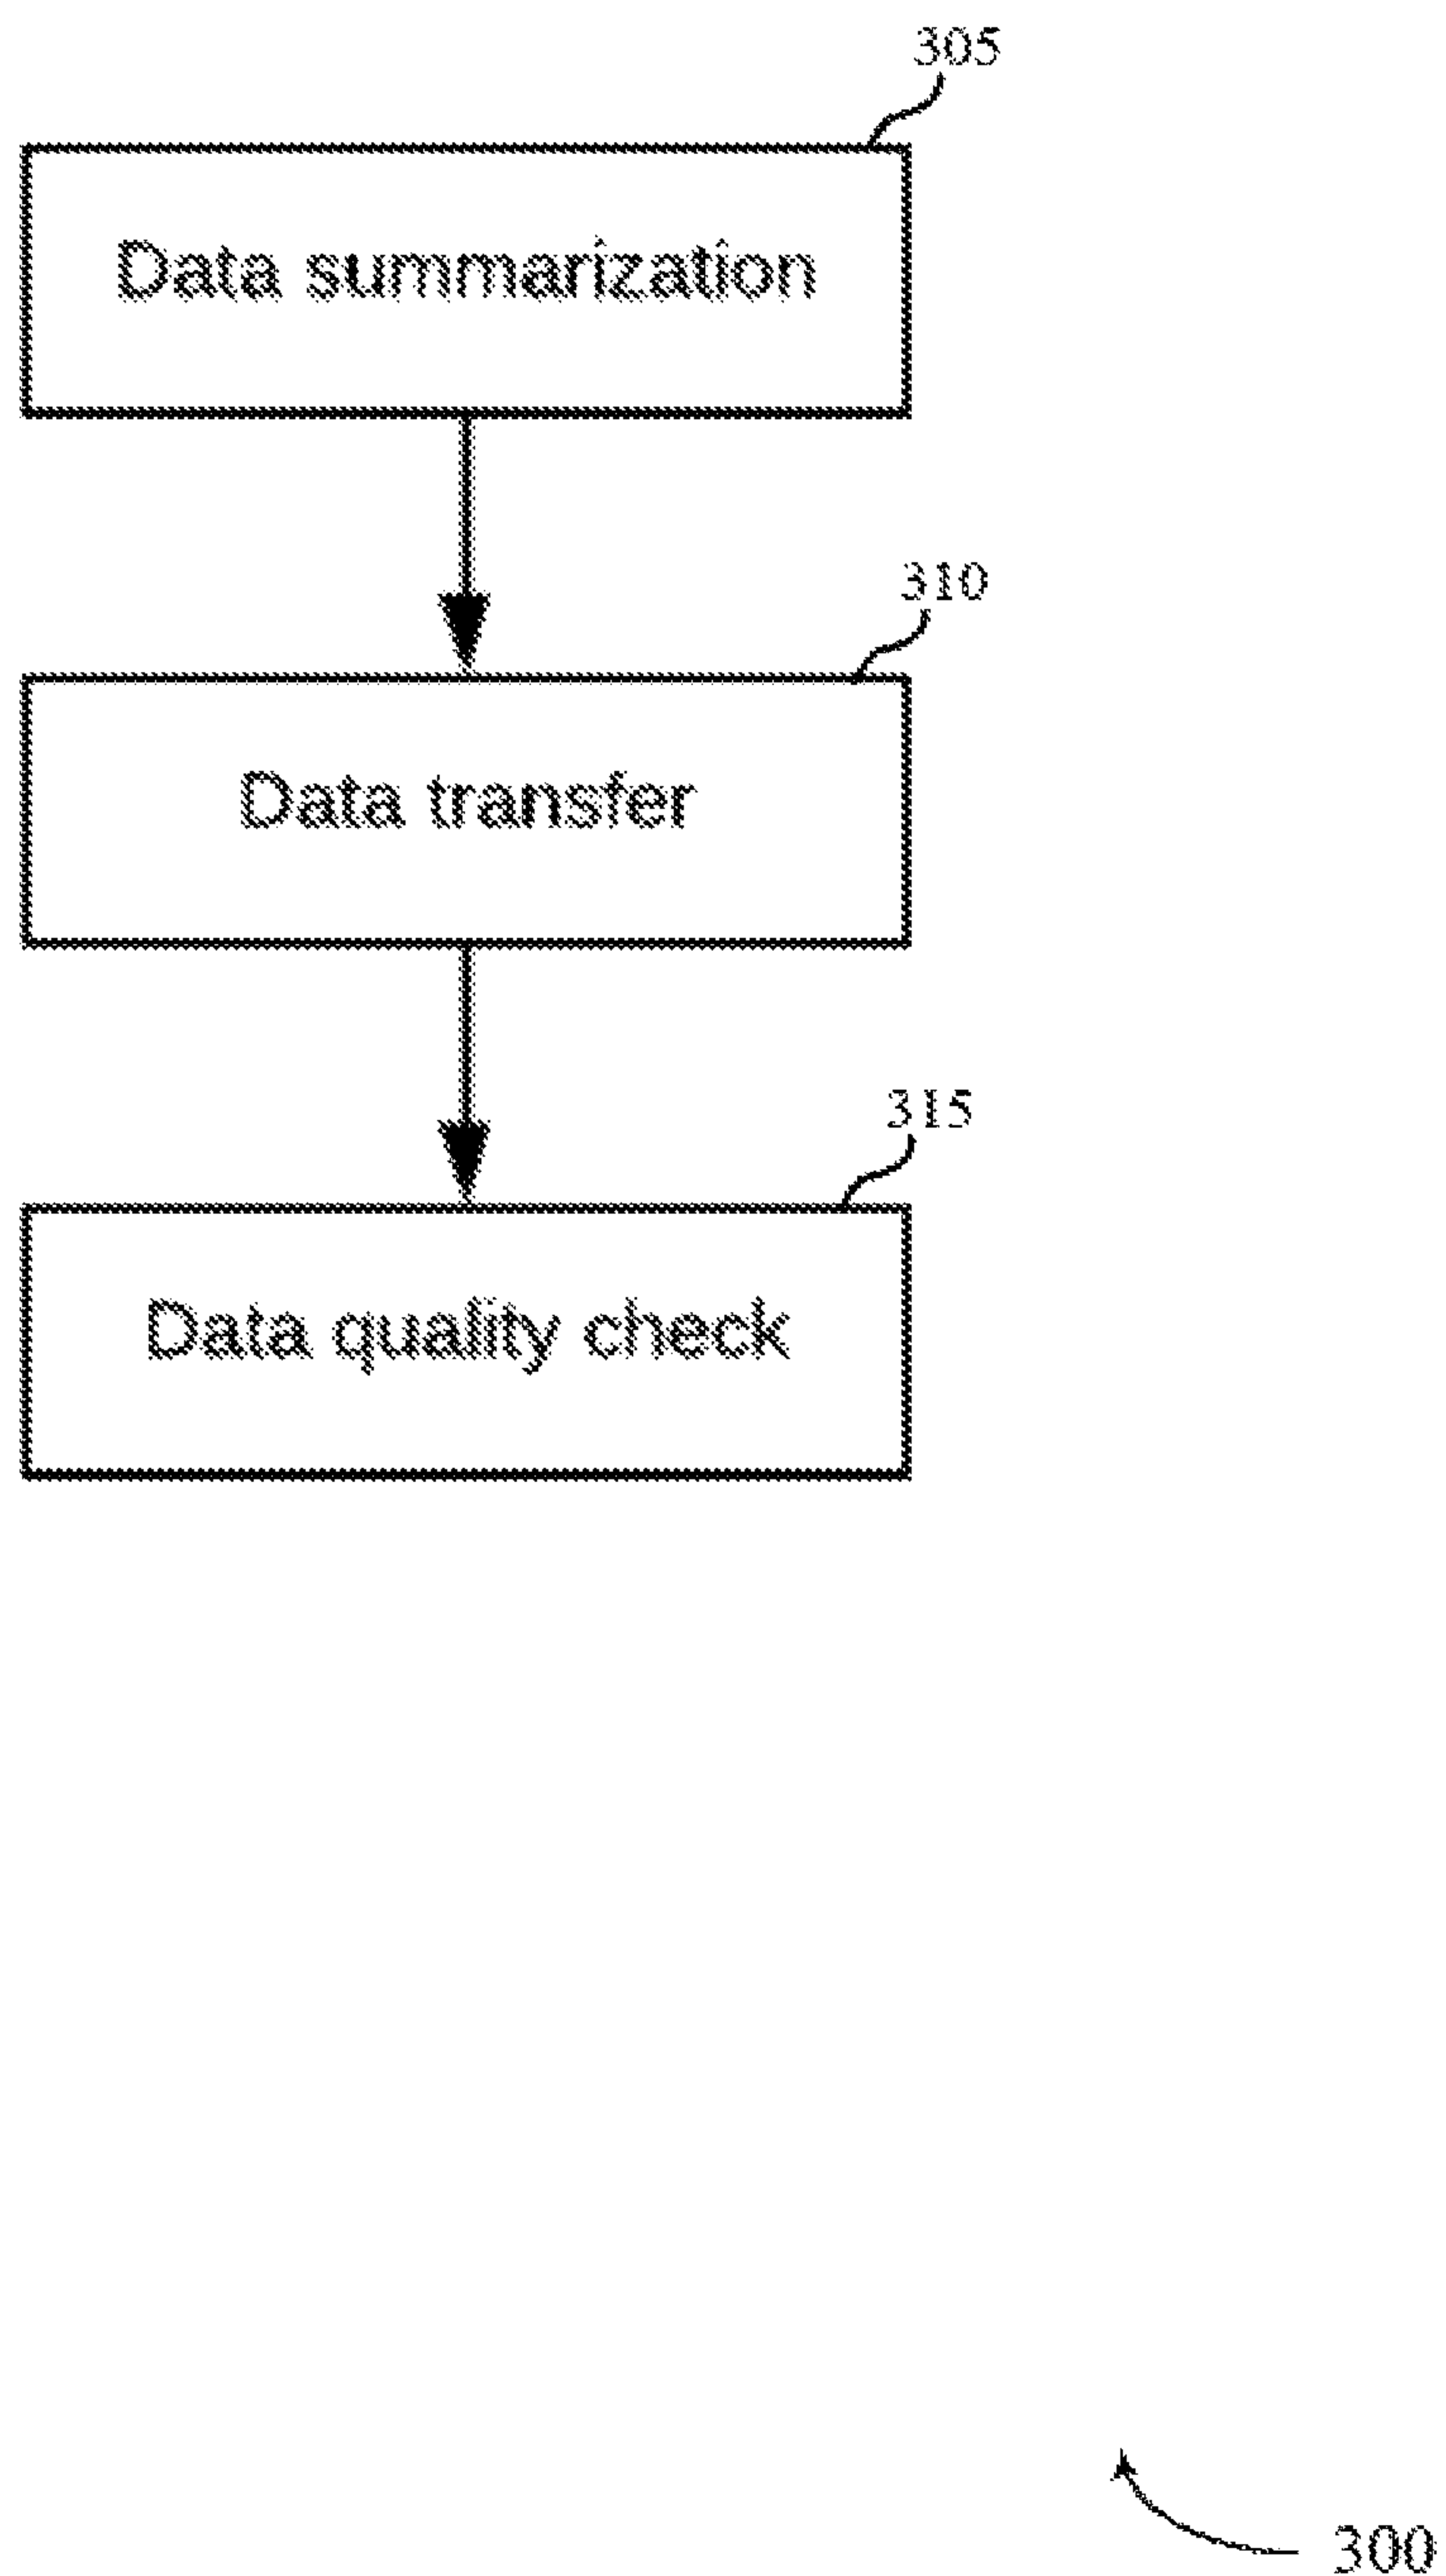 305
Data summarization
310
Data transfer
315
Data quality check
300